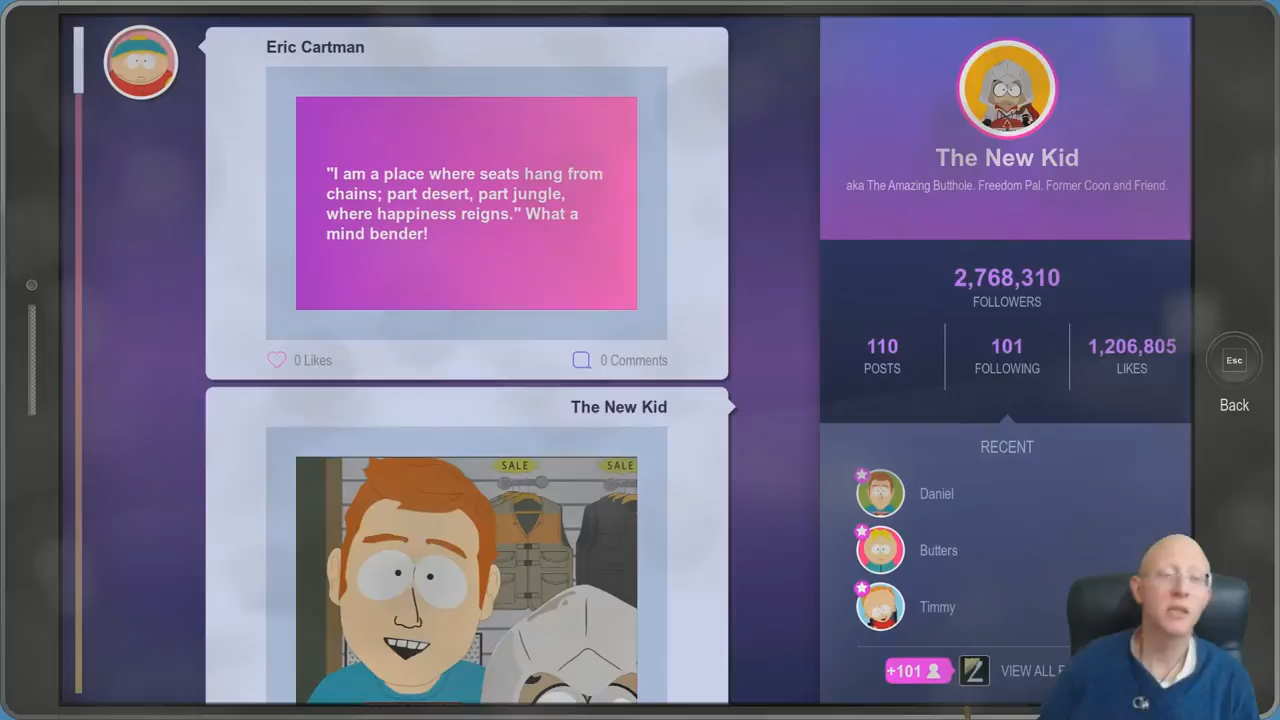 Eric Cartman
"I am a place where seats hang from
chains; part desert, part jungle,
where happiness reigns." What a
mind bender!
0 Likes
0 Comments
The New Kid
SALE
SALE
The New Kid
aka The Amazing Butthole. Freedom Pal. Former Coon and Friend.
2,768,310
FOLLOWERS
110
POSTS
101
FOLLOWING
1,206,805
LIKES
RECENT
Daniel
Butters
Timmy
+101
Z
VIEW ALL
Esc
Back